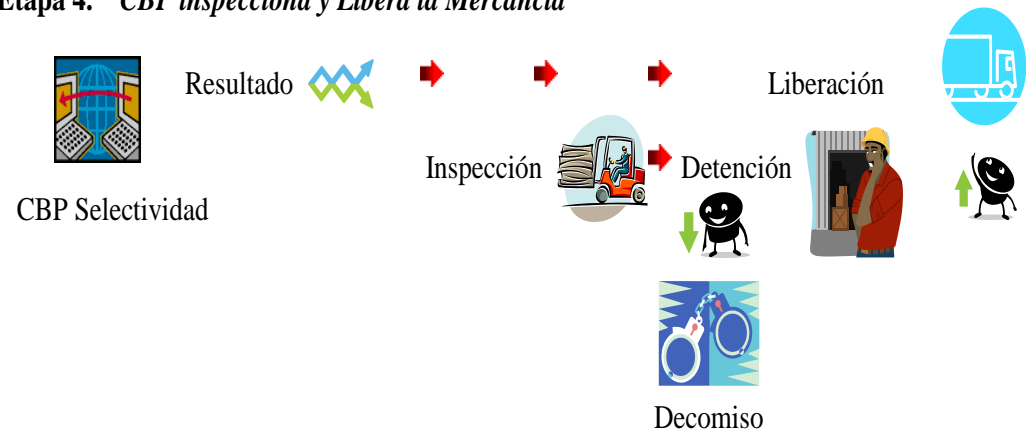 Etapa 4. CBP inspecciona y Libera la Mercancía
Resultado
Liberación
Inspección
Detención
CBP Selectividad
Decomiso